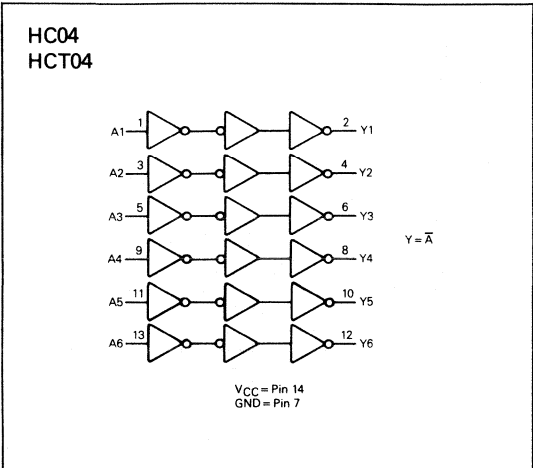 HC04
HCT04
A1 1 2 Y1
A2 3 4 Y2
A3 5 6 Y3
A4 9 8 Y4
A5 11 10 Y5
A6 13 12 Y6
Y = A̅
VCC = Pin 14
GND = Pin 7